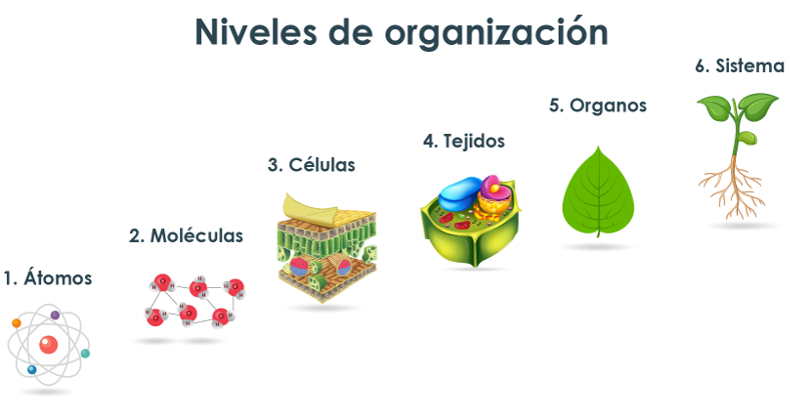 Niveles de organización
6. Sistema
5. Organos
4. Tejidos
3. Células
2. Moléculas
1. Átomos